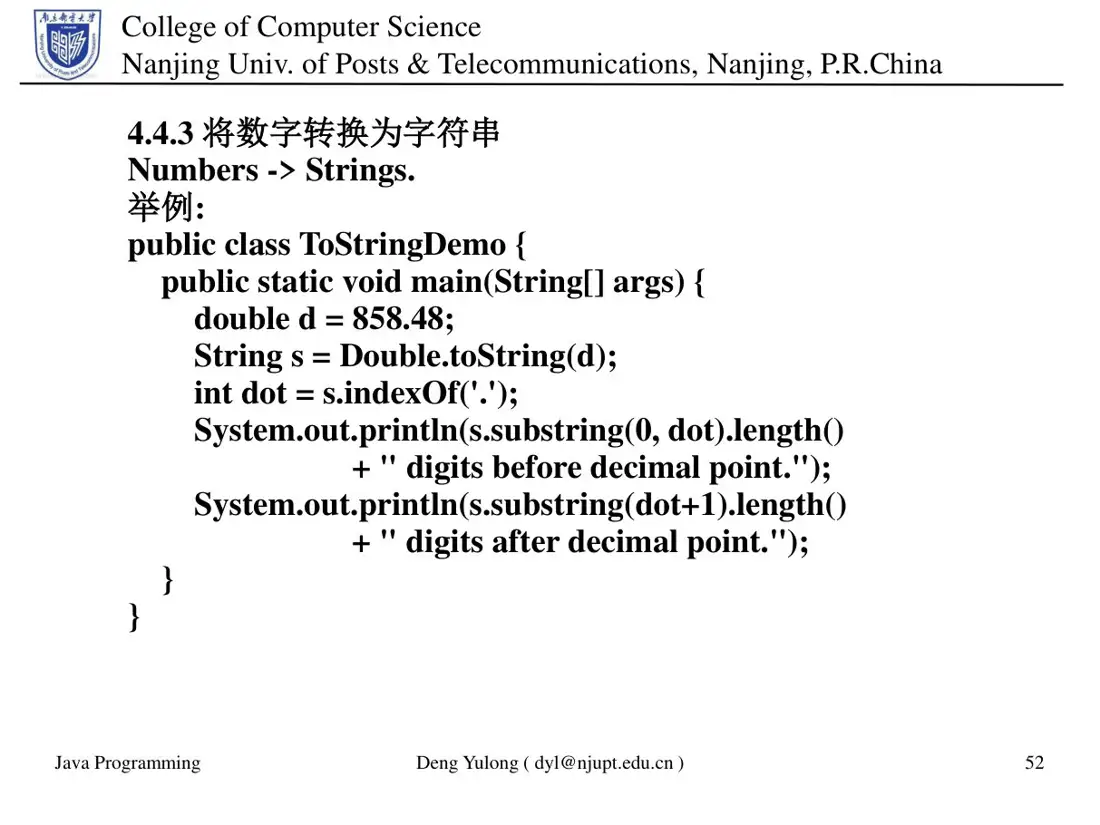 College of Computer Science
Nanjing Univ. of Posts & Telecommunications, Nanjing, P.R.China
4.4.3 将数字转换为字符串
Numbers -> Strings.
举例:
public class ToStringDemo {
public static void main(String[] args) {
double d = 858.48;
String s = Double.toString(d);
int dot = s.indexOf('.');
System.out.println(s.substring(0, dot).length()
+ " digits before decimal point.");
System.out.println(s.substring(dot+1).length()
+ " digits after decimal point.");
}
}
Java Programming
Deng Yulong ( dyl@njupt.edu.cn )
52